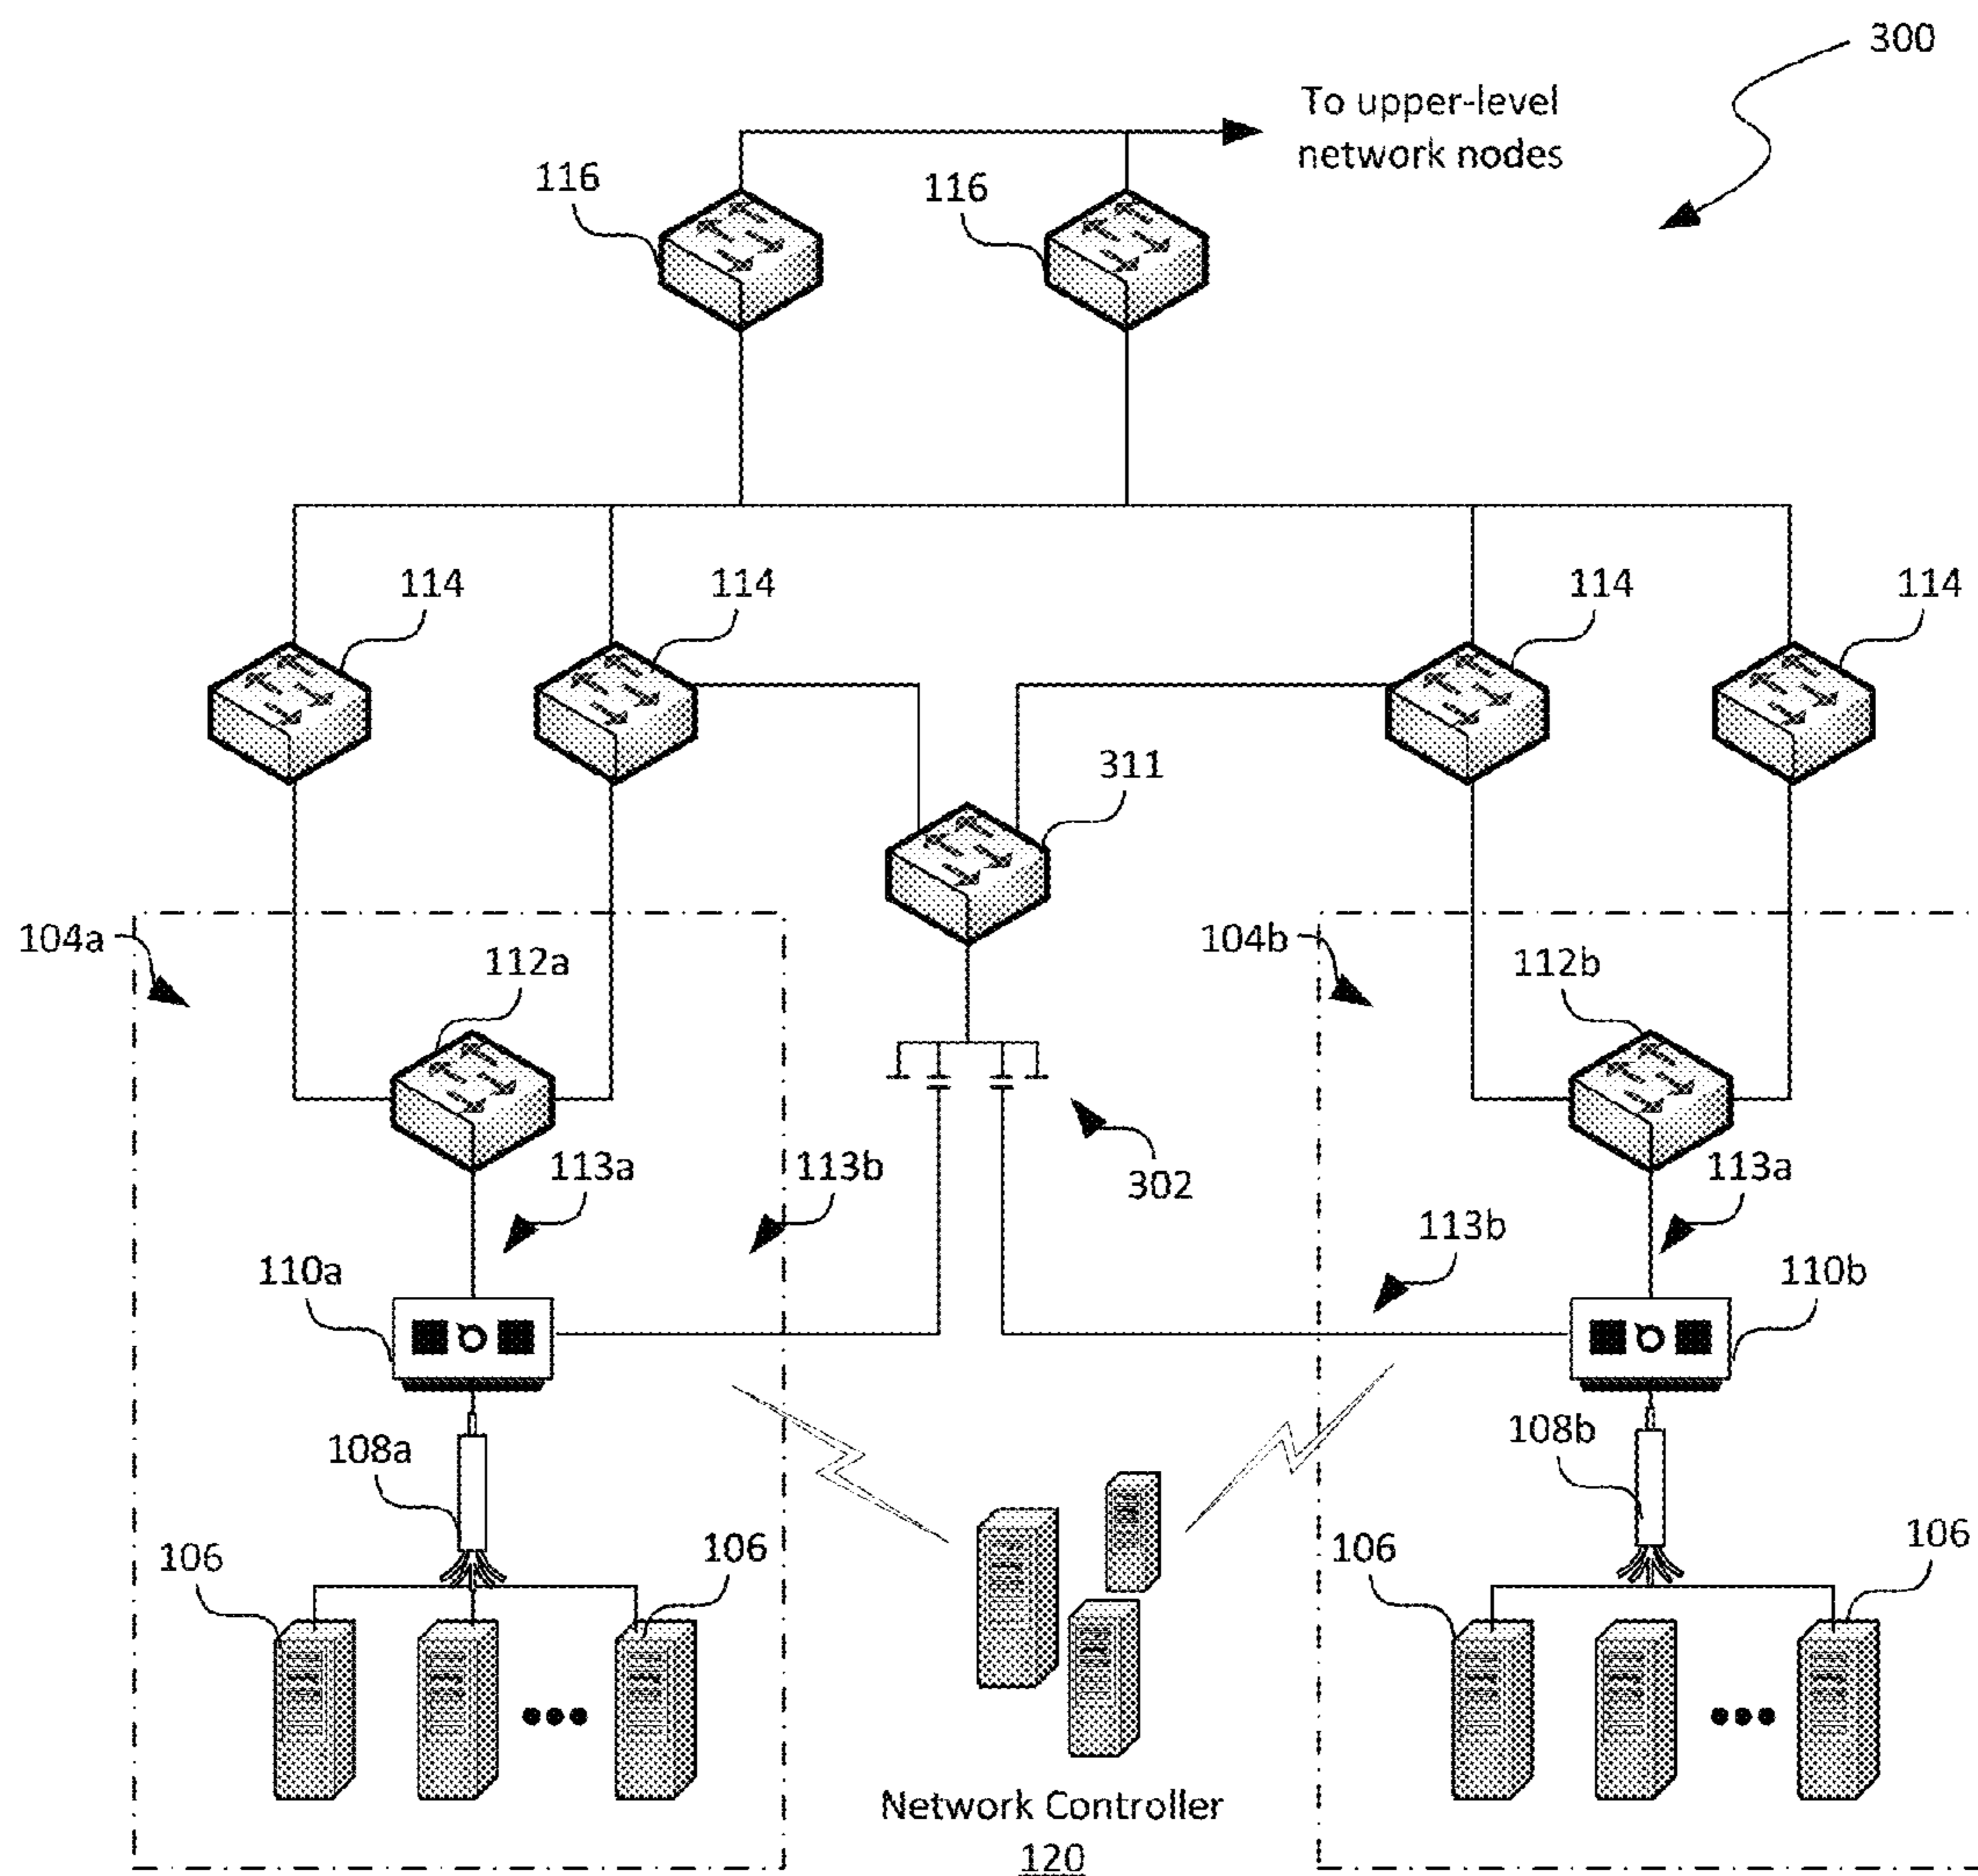 300
To upper-level
network nodes
116
116
114
114
114
114
311
104a
112a
104b
112b
113a
113b
302
113a
113b
110a
110b
108a
108b
106
106
106
106
Network Controller
120